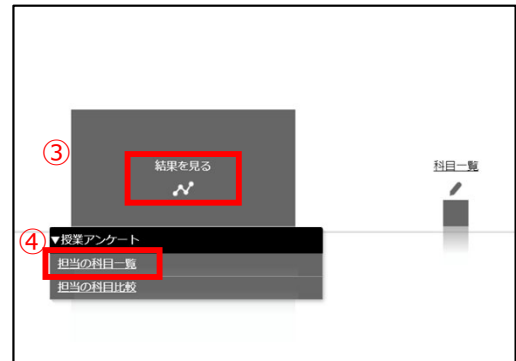 ③
結果を見る
科目一覧
④
▼授業アンケート
担当の科目一覧
担当の科目比較